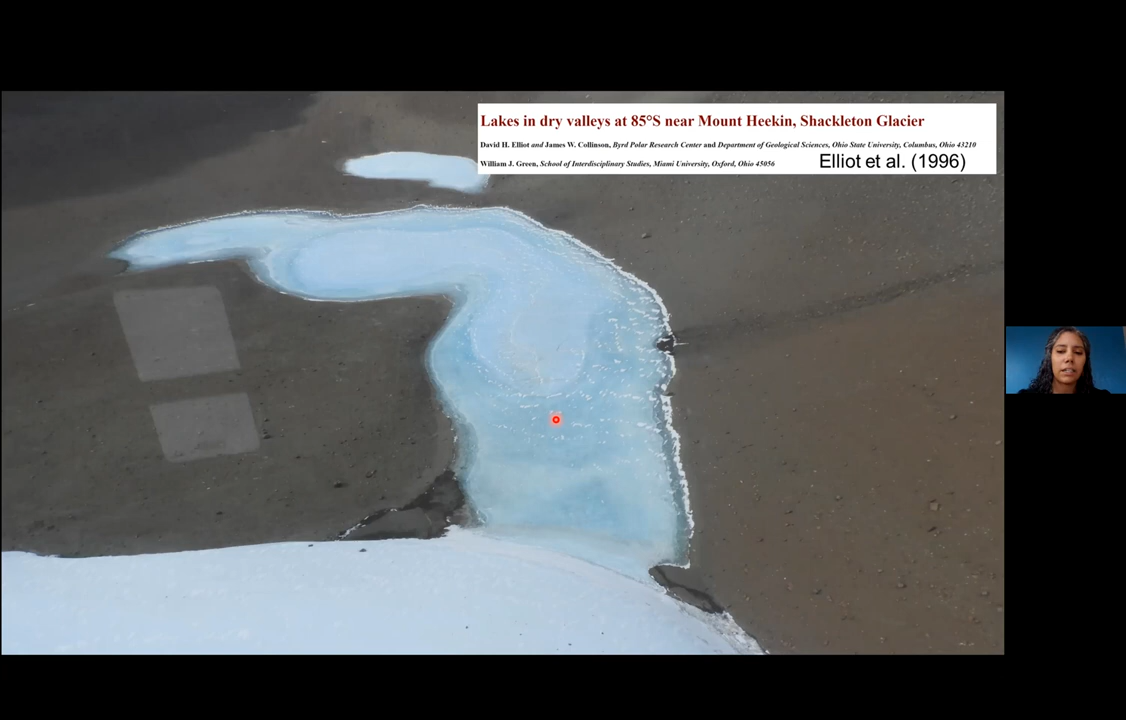 Lakes in dry valleys at 85°S near Mount Heekin, Shackleton Glacier
David H. Elliot and James W. Collinson, Byrd Polar Research Center and Department of Geological Sciences, Ohio State University, Columbus, Ohio 43210
William J. Green, School of Interdisciplinary Studies, Miami University, Oxford, Ohio 45056
Elliot et al. (1996)